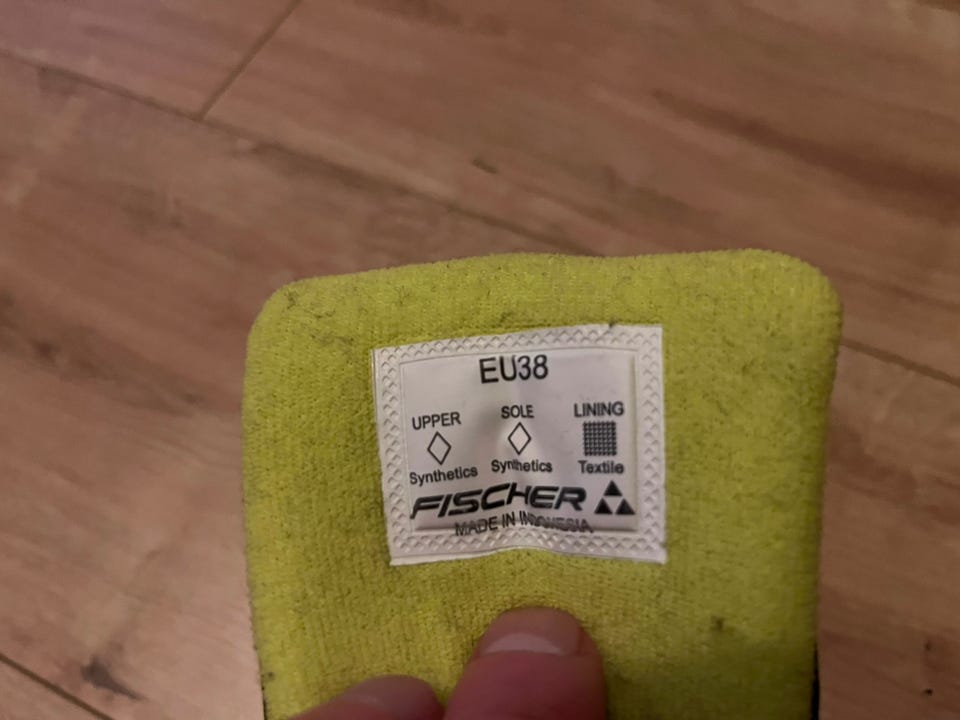 EU38
UPPER SOLE LINING
Synthetics Synthetics Textile
FISCHER
MADE IN INDONESIA